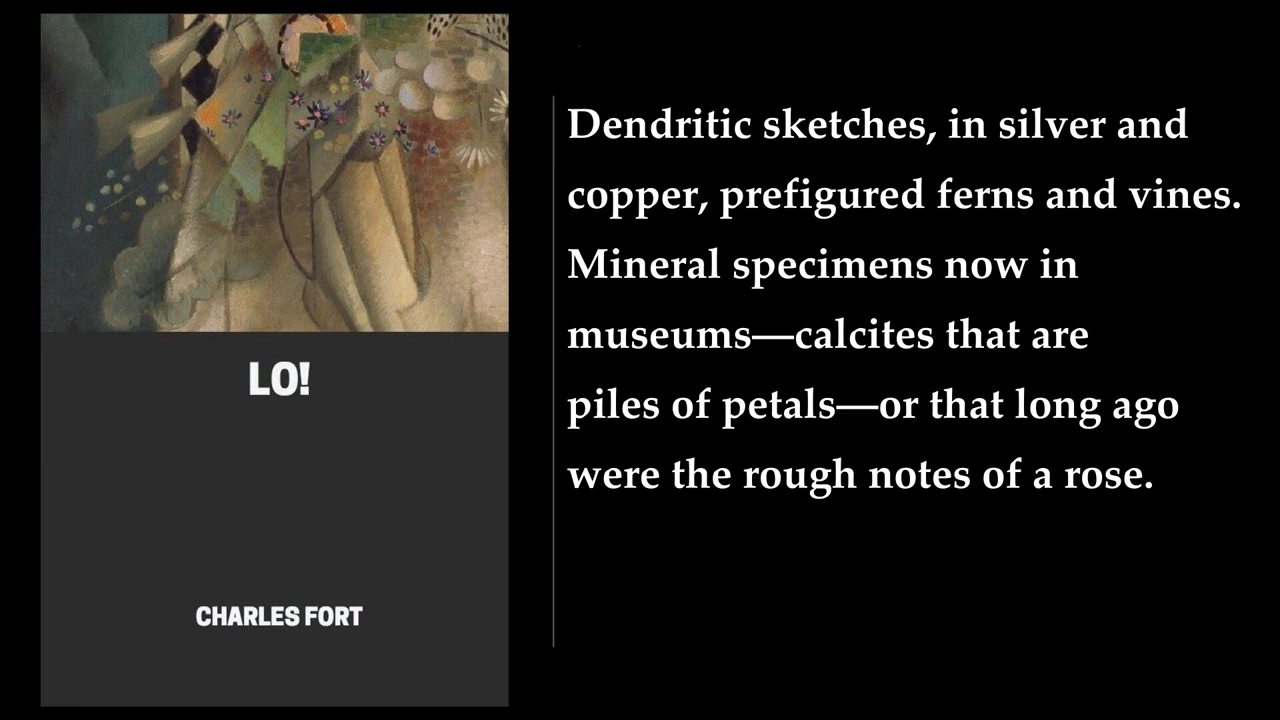 LO!
CHARLES FORT
Dendritic sketches, in silver and
copper, prefigured ferns and vines.
Mineral specimens now in
museums—calcites that are
piles of petals—or that long ago
were the rough notes of a rose.